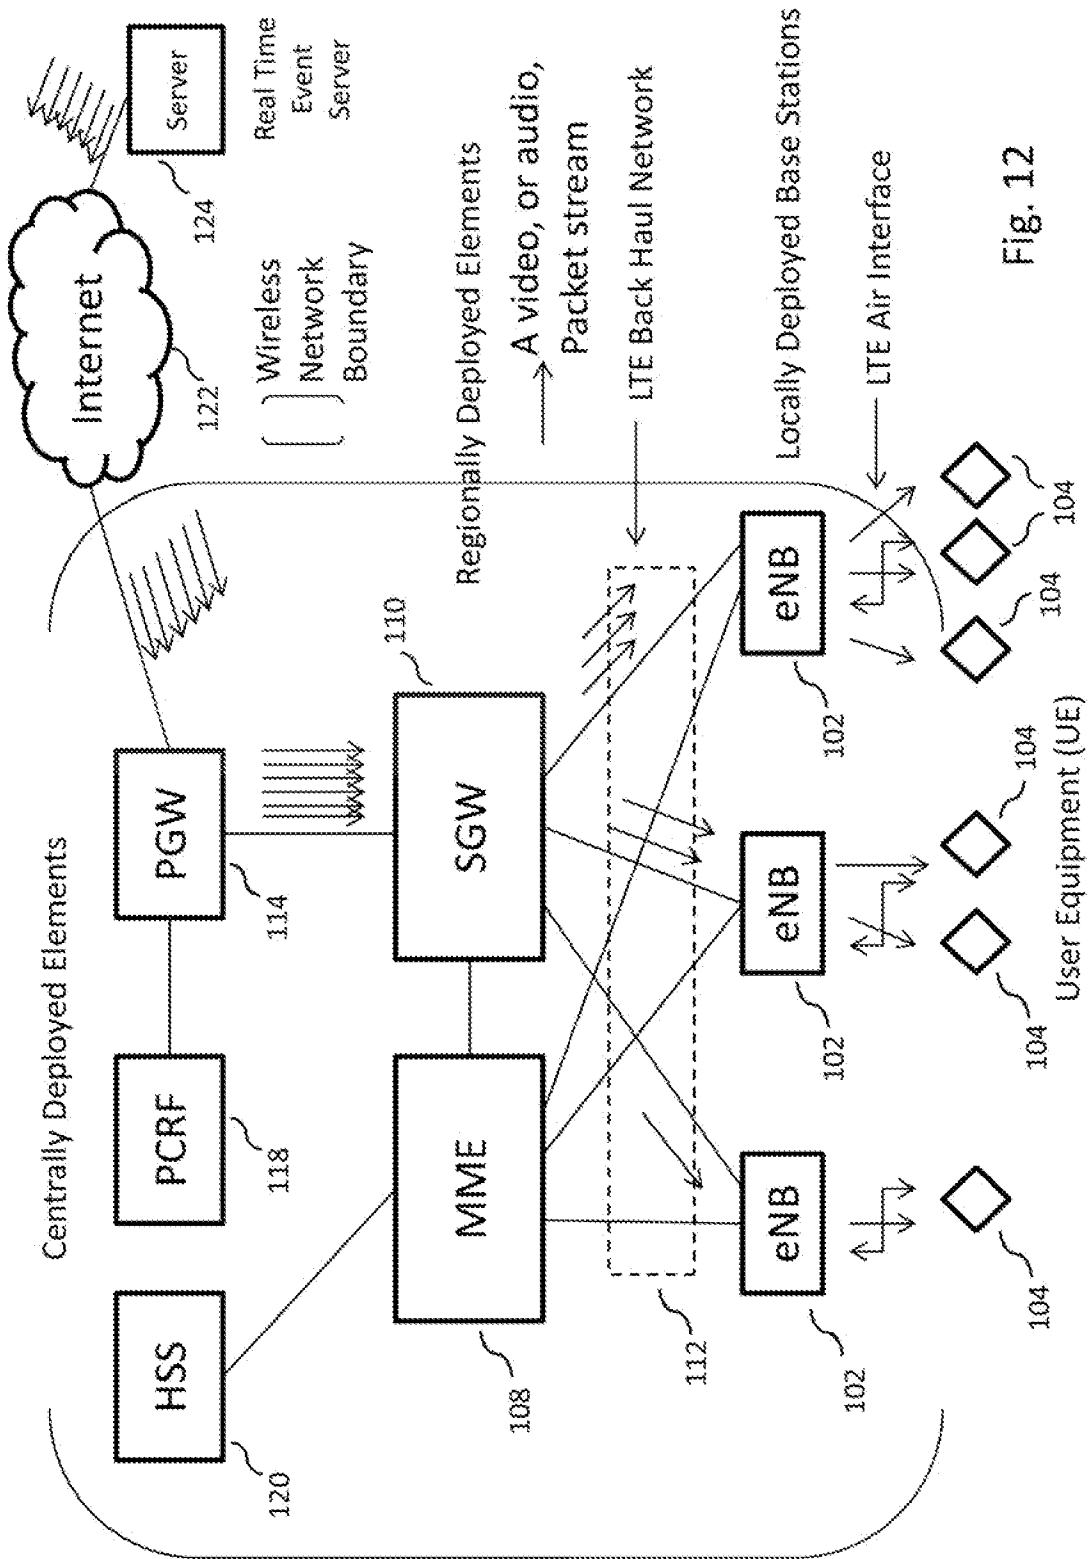 Centrally Deployed Elements
HSS
120
PCRF
118
PGW
114
Internet
122
Server
124
Real Time
Event
Server
Wireless
Network
Boundary
Regionally Deployed Elements
MME
108
SGW
110
A video, or audio,
Packet stream
LTE Back Haul Network
112
Locally Deployed Base Stations
eNB
102
eNB
102
eNB
102
LTE Air Interface
104
104
104
104
104
User Equipment (UE)
Fig. 12